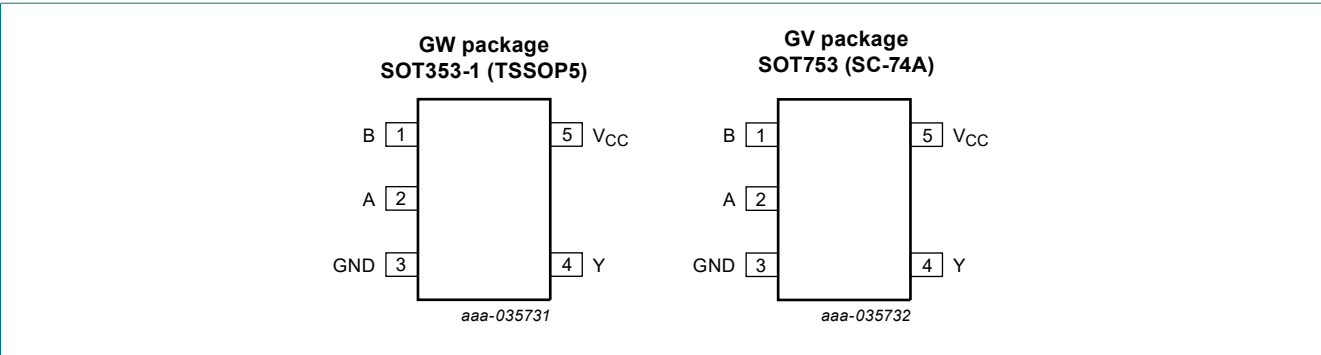 GW package
SOT353-1 (TSSOP5)
B 1
5 VCC
A 2
GND 3
4 Y
aaa-035731
GV package
SOT753 (SC-74A)
B 1
5 VCC
A 2
GND 3
4 Y
aaa-035732